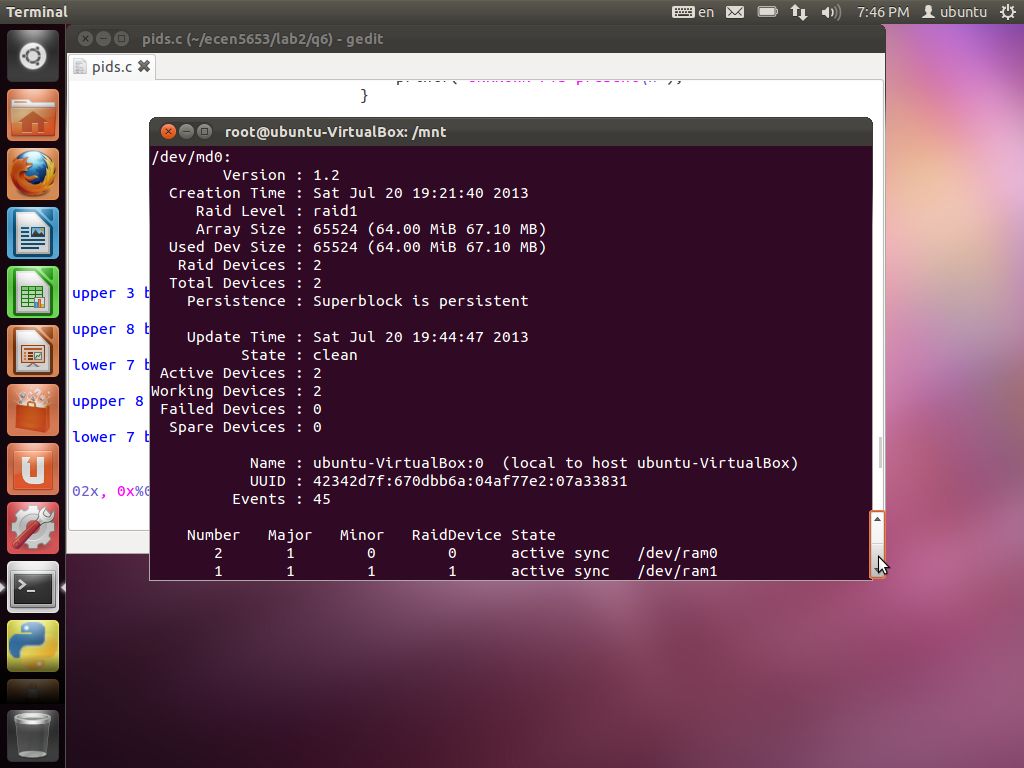 Terminal
en
7:46 PM
ubuntu
pids.c (~/ecen5653/lab2/q6) - gedit
pids.c
}
root@ubuntu-VirtualBox: /mnt
/dev/md0:
Version : 1.2
Creation Time : Sat Jul 20 19:21:40 2013
Raid Level : raid1
Array Size : 65524 (64.00 MiB 67.10 MB)
Used Dev Size : 65524 (64.00 MiB 67.10 MB)
Raid Devices : 2
Total Devices : 2
Persistence : Superblock is persistent
Update Time : Sat Jul 20 19:44:47 2013
State : clean
Active Devices : 2
Working Devices : 2
Failed Devices : 0
Spare Devices : 0
Name : ubuntu-VirtualBox:0  (local to host ubuntu-VirtualBox)
UUID : 42342d7f:670dbb6a:04af77e2:07a33831
Events : 45
Number   Major   Minor   RaidDevice State
2       1        0        0      active sync   /dev/ram0
1       1        1        1      active sync   /dev/ram1
upper 3 b
upper 8 b
lower 7 b
uppper 8
lower 7 b
02x, 0x%0